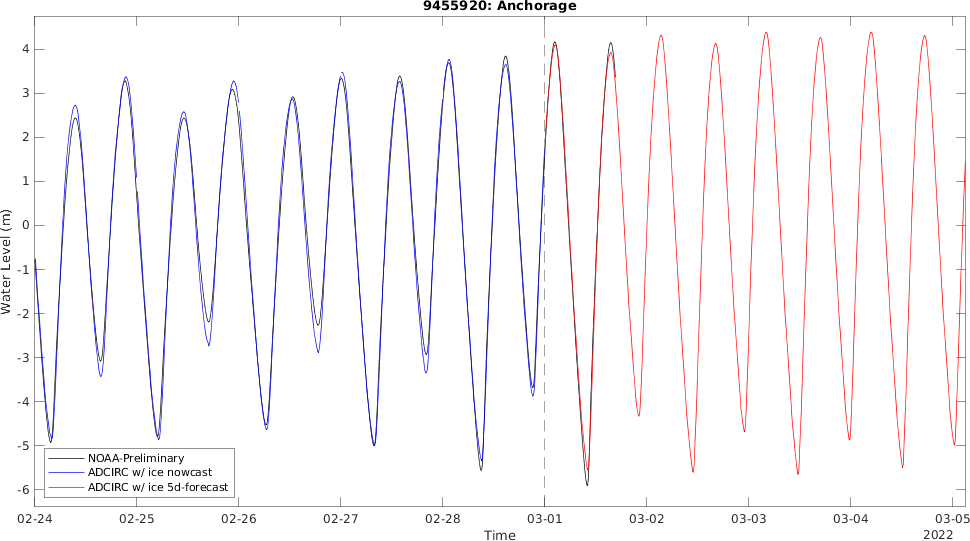 9455920: Anchorage
4
3
2
1
0
-1
-2
-3
-4
-5
-6
Water Level (m)
NOAA-Preliminary
ADCIRC w/ ice nowcast
ADCIRC w/ ice 5d-forecast
02-24 02-25 02-26 02-27 02-28 03-01 03-02 03-03 03-04 03-05
Time
2022